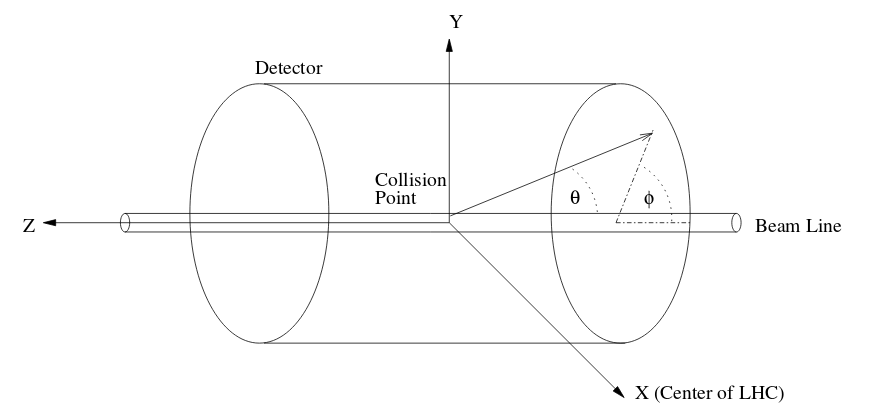 Y
Detector
Collision
Point
θ
ϕ
Z
Beam Line
X (Center of LHC)